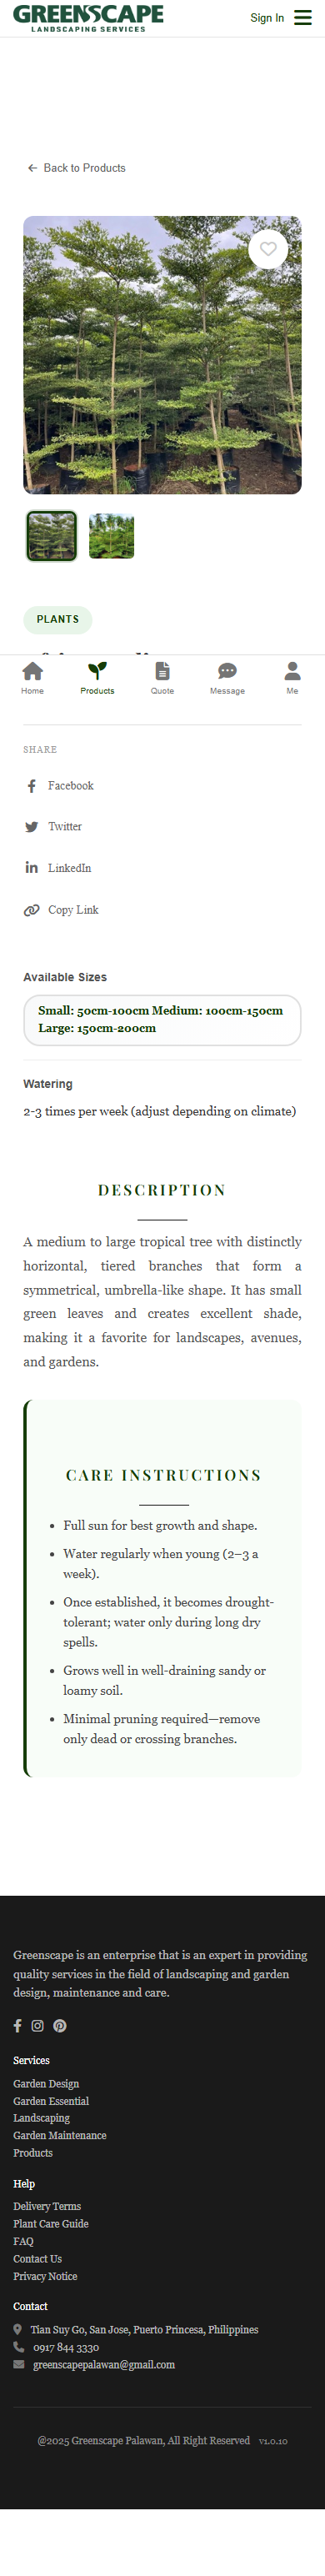 GREENSCAPE
LANDSCAPING SERVICES
Sign In
Back to Products
PLANTS
Home
Products
Quote
Message
Me
SHARE
Facebook
Twitter
LinkedIn
Copy Link
Available Sizes
Small: 50cm-100cm Medium: 100cm-150cm
Large: 150cm-200cm
Watering
2-3 times per week (adjust depending on climate)
DESCRIPTION
A medium to large tropical tree with distinctly
horizontal, tiered branches that form a
symmetrical, umbrella-like shape. It has small
green leaves and creates excellent shade,
making it a favorite for landscapes, avenues,
and gardens.
CARE INSTRUCTIONS
• Full sun for best growth and shape.
• Water regularly when young (2–3 a
week).
• Once established, it becomes drought-
tolerant; water only during long dry
spells.
• Grows well in well-draining sandy or
loamy soil.
• Minimal pruning required—remove
only dead or crossing branches.
Greenscape is an enterprise that is an expert in providing
quality services in the field of landscaping and garden
design, maintenance and care.
Services
Garden Design
Garden Essential
Landscaping
Garden Maintenance
Products
Help
Delivery Terms
Plant Care Guide
FAQ
Contact Us
Privacy Notice
Contact
Tian Suy Go, San Jose, Puerto Princesa, Philippines
0917 844 3330
greenscapepalawan@gmail.com
@2025 Greenscape Palawan, All Right Reserved v1.0.10